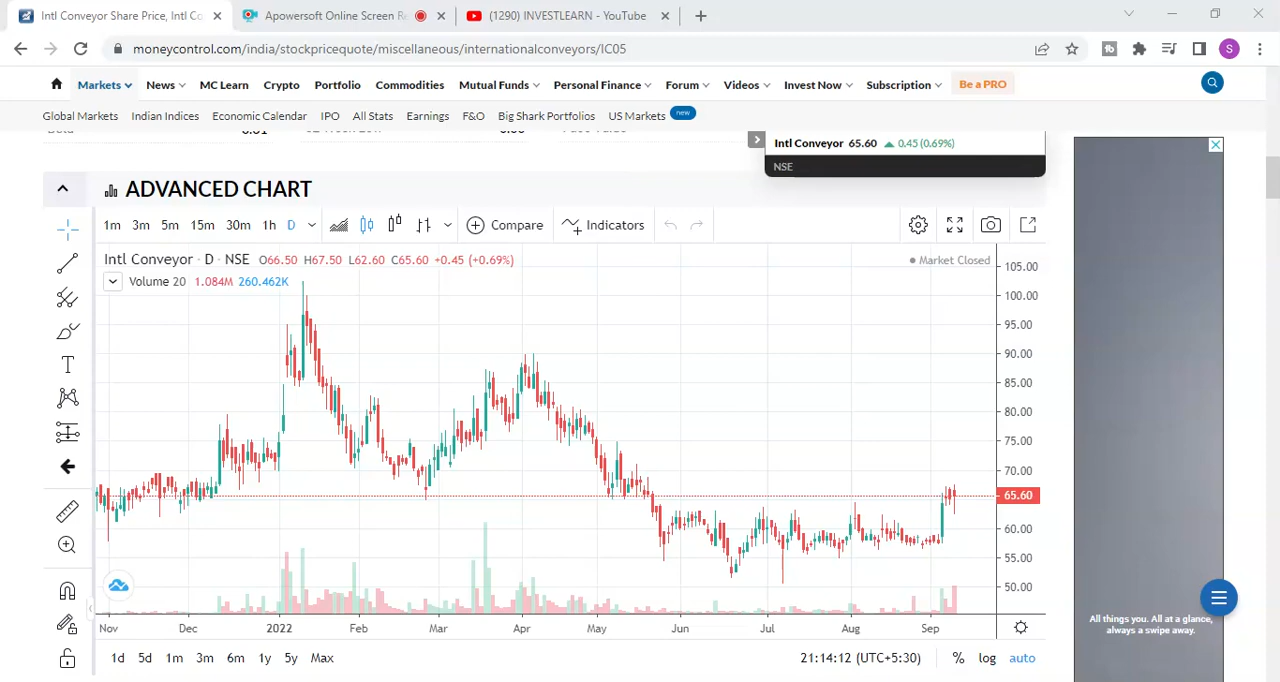 Intl Conveyor Share Price, Intl Co
Apowersoft Online Screen Re
(1290) INVESTLEARN - YouTube
moneycontrol.com/india/stockpricequote/miscellaneous/internationalconveyors/IC05
S
Markets News MC Learn Crypto Portfolio Commodities Mutual Funds Personal Finance Forum Videos Invest Now Subscription Be a PRO
Global Markets Indian Indices Economic Calendar IPO All Stats Earnings F&O Big Shark Portfolios US Markets new
Intl Conveyor 65.60 0.45 (0.69%)
NSE
ADVANCED CHART
1m 3m 5m 15m 30m 1h D Compare Indicators
Intl Conveyor · D · NSE O66.50 H67.50 L62.60 C65.60 +0.45 (+0.69%)
Market Closed
Volume 20 1.084M 260.462K
105.00
100.00
95.00
90.00
85.00
80.00
75.00
70.00
65.60
60.00
55.00
50.00
Nov Dec 2022 Feb Mar Apr May Jun Jul Aug Sep
1d 5d 1m 3m 6m 1y 5y Max 21:14:12 (UTC+5:30) % log auto
All things you. All at a glance,
always a swipe away.